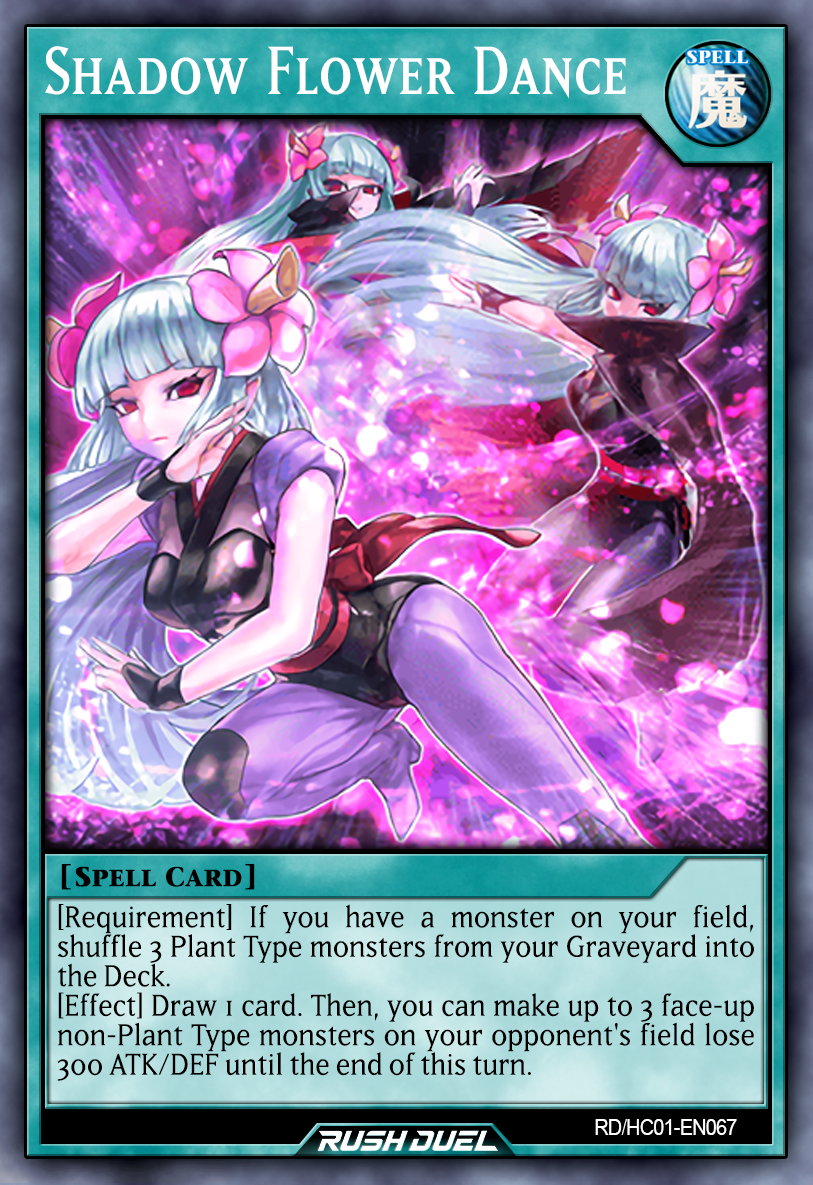 Shadow Flower Dance
SPELL
魔
[Spell Card]
[Requirement] If you have a monster on your field,
shuffle 3 Plant Type monsters from your Graveyard into
the Deck.
[Effect] Draw 1 card. Then, you can make up to 3 face-up
non-Plant Type monsters on your opponent's field lose
300 ATK/DEF until the end of this turn.
RD/HC01-EN067
RUSH DUEL